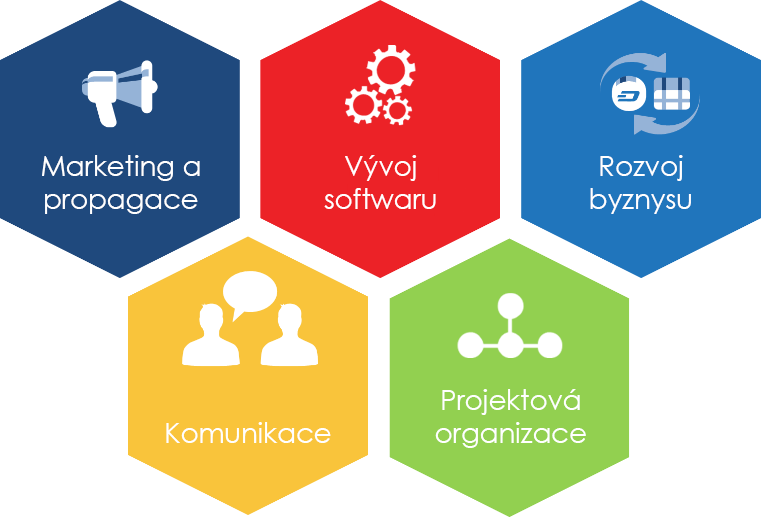 Marketing a
propagace
Vývoj
softwaru
Rozvoj
byznysu
Komunikace
Projektová
organizace